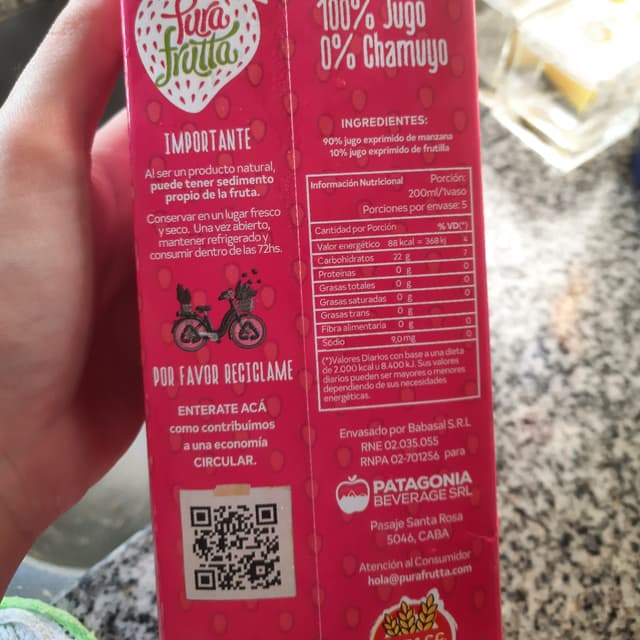 Pura
frutta
IMPORTANTE
Al ser un producto natural,
puede tener sedimento
propio de la fruta.
Conservar en un lugar fresco
y seco. Una vez abierto,
mantener refrigerado y
consumir dentro de las 72hs.
POR FAVOR RECICLAME
ENTERATE ACÁ
como contribuimos
a una economía
CIRCULAR.
100% Jugo
0% Chamuyo
INGREDIENTES:
90% jugo exprimido de manzana
10% jugo exprimido de frutilla
Información Nutricional Porción:
200ml/1vaso
Porciones por envase: 5
Cantidad por Porción %VD(*)
Valor energético 88 kcal = 368 kj 4
Carbohidratos 22 g 7
Proteínas 0 g 0
Grasas totales 0 g 0
Grasas saturadas 0 g 0
Grasas trans 0 g
Fibra alimentaria 0 g 0
Sodio 9,0 mg 0
(*)Valores Diarios con base a una dieta
de 2.000 kcal u 8.400 kJ. Sus valores
diarios pueden ser mayores o menores
dependiendo de sus necesidades
energéticas.
Envasado por Babasal S.R.L
RNE 02.035.055
RNPA 02-701256 para
PATAGONIA
BEVERAGE SRL
Pasaje Santa Rosa
5046, CABA
Atención al Consumidor
hola@purafrutta.com